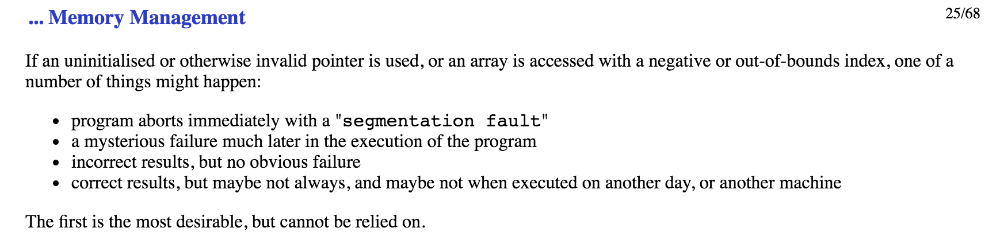 ... Memory Management
25/68
If an uninitialised or otherwise invalid pointer is used, or an array is accessed with a negative or out-of-bounds index, one of a
number of things might happen:
• program aborts immediately with a "segmentation fault"
• a mysterious failure much later in the execution of the program
• incorrect results, but no obvious failure
• correct results, but maybe not always, and maybe not when executed on another day, or another machine
The first is the most desirable, but cannot be relied on.